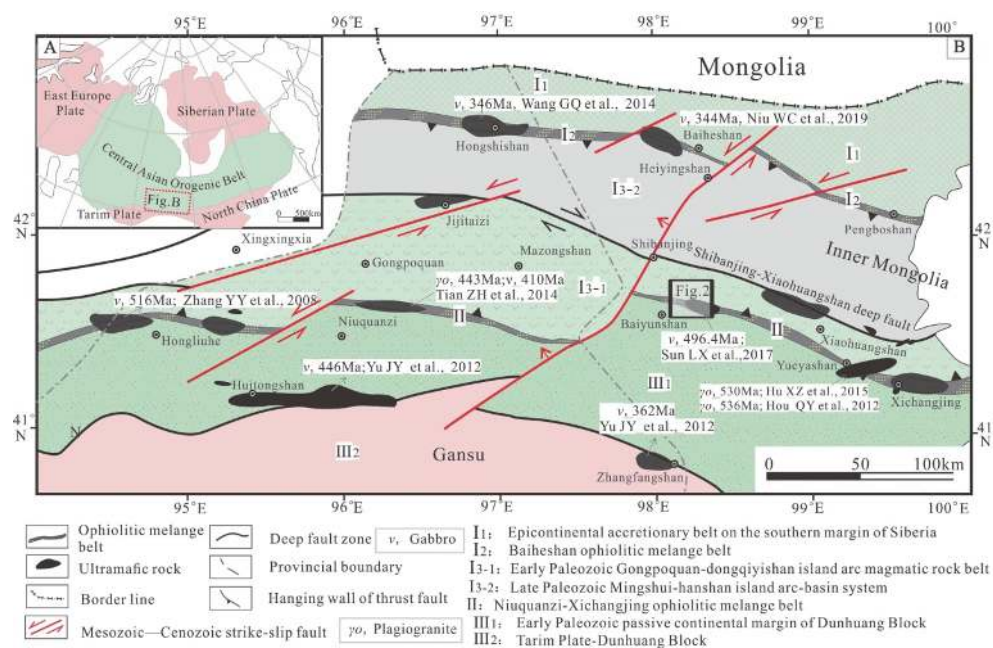 95°E
96°E
97°E
98°E
99°E
100°
A
East Europe
Plate
Siberian Plate
Central Asian Orogenic Belt
Fig.B
Tarim Plate
North China Plate
0 500km
B
Mongolia
I1
ν, 346Ma, Wang GQ et al., 2014
ν, 344Ma, Niu WC et al., 2019
I2
Hongshishan
Baiheshan
Heiyingshan
I1
I3-2
I2
Pengboshan
42°
N
42°
N
Jijitaizi
Xingxingxia
Inner Mongolia
Gongpoquan
Mazongshan
Shibanjing
Shibanjing-Xiaohuangshan deep fault
γo, 443Ma;ν, 410Ma
Tian ZH et al., 2014
I3-1
ν, 516Ma; Zhang YY et al., 2008
II
Fig.2
Hongliuhe
Niuquanzi
Baiyunshan
II
Xiaohuangshan
ν, 496.4Ma;
Sun LX et al.,2017
Yueyashan
ν, 446Ma;Yu JY et al., 2012
III1
Huitongshan
γo, 530Ma; Hu XZ et al., 2015
γo, 536Ma; Hou QY et al., 2012
Xichangjing
ν, 362Ma
Yu JY et al., 2012
41°
N
N
41°
N
III2
Gansu
Zhangfangshan
0 50 100km
95°E
96°E
97°E
98°E
99°E
100°E
Ophiolitic melange
belt
Ultramafic rock
Border line
Mesozoic—Cenozoic strike-slip fault
Deep fault zone
Provincial boundary
Hanging wall of thrust fault
ν, Gabbro
γo, Plagiogranite
I1: Epicontinental accretionary belt on the southern margin of Siberia
I2: Baiheshan ophiolitic melange belt
I3-1: Early Paleozoic Gongpoquan-dongqiyishan island arc magmatic rock belt
I3-2: Late Paleozoic Mingshui-hanshan island arc-basin system
II: Niuquanzi-Xichangjing ophiolitic melange belt
III1: Early Paleozoic passive continental margin of Dunhuang Block
III2: Tarim Plate-Dunhuang Block